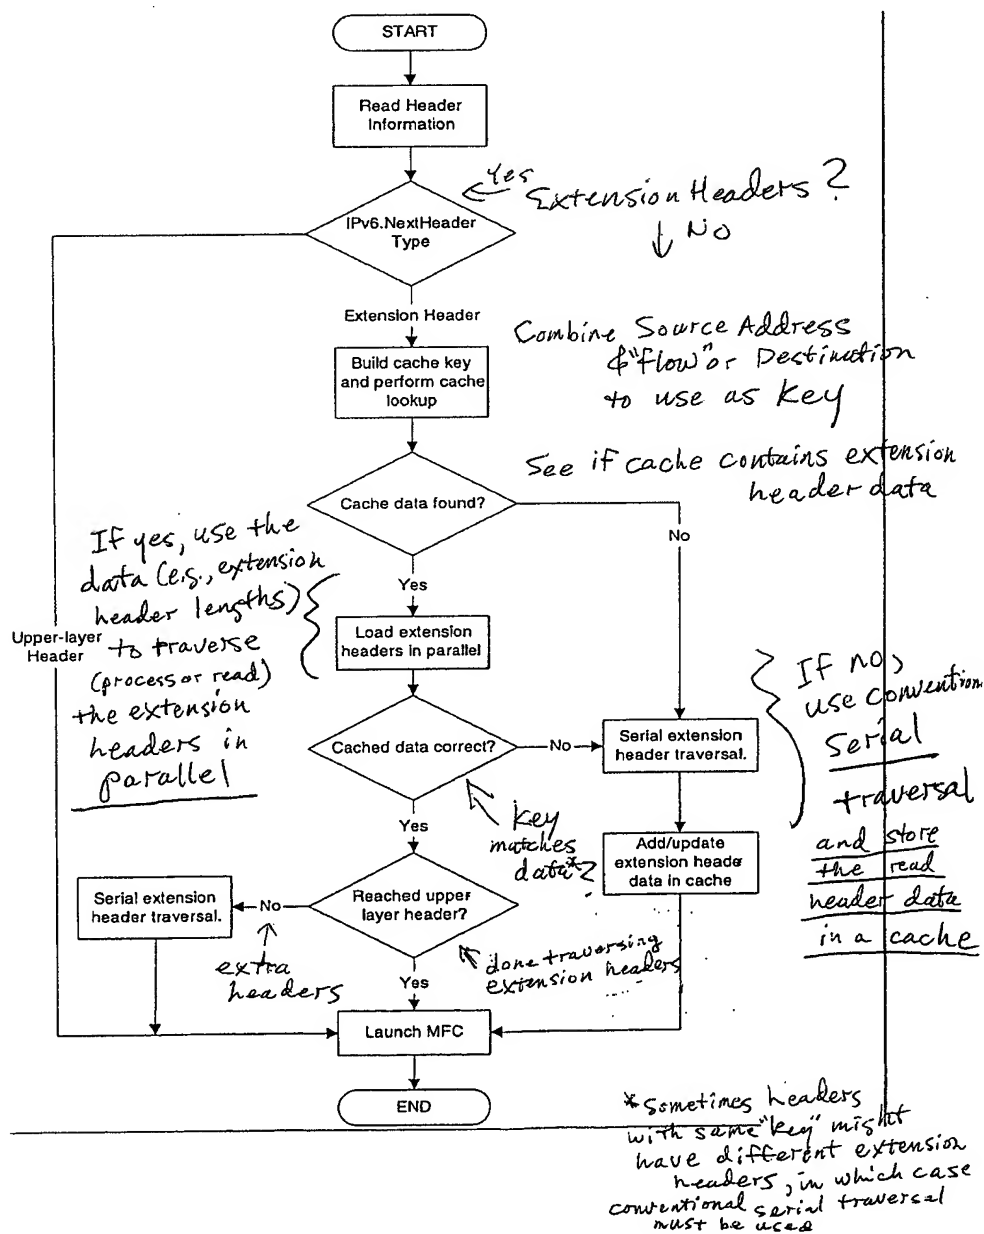 START
Read Header
Information
Yes
Extension Headers?
No
IPv6.NextHeader
Type
Extension Header
Combine Source Address
& "flow" or Destination
to use as key
Build cache key
and perform cache
lookup
See if cache contains extension
header data
Cache data found?
No
If yes, use the
data (e.g., extension
header lengths)
to traverse
(process or read)
the extension
headers in
parallel
Yes
Upper-layer
Header
Load extension
headers in parallel
If no,
use convention
serial
traversal
and store
the read
header data
in a cache
Cached data correct?
No
Serial extension
header traversal.
key
matches
data*?
Yes
Add/update
extension heade
data in cache
Reached upper
layer header?
No
Serial extension
header traversal.
extra
headers
done traversing
extension headers
Yes
Launch MFC
END
*Sometimes headers
with same "key" might
have different extension
headers, in which case
conventional serial traversal
must be used